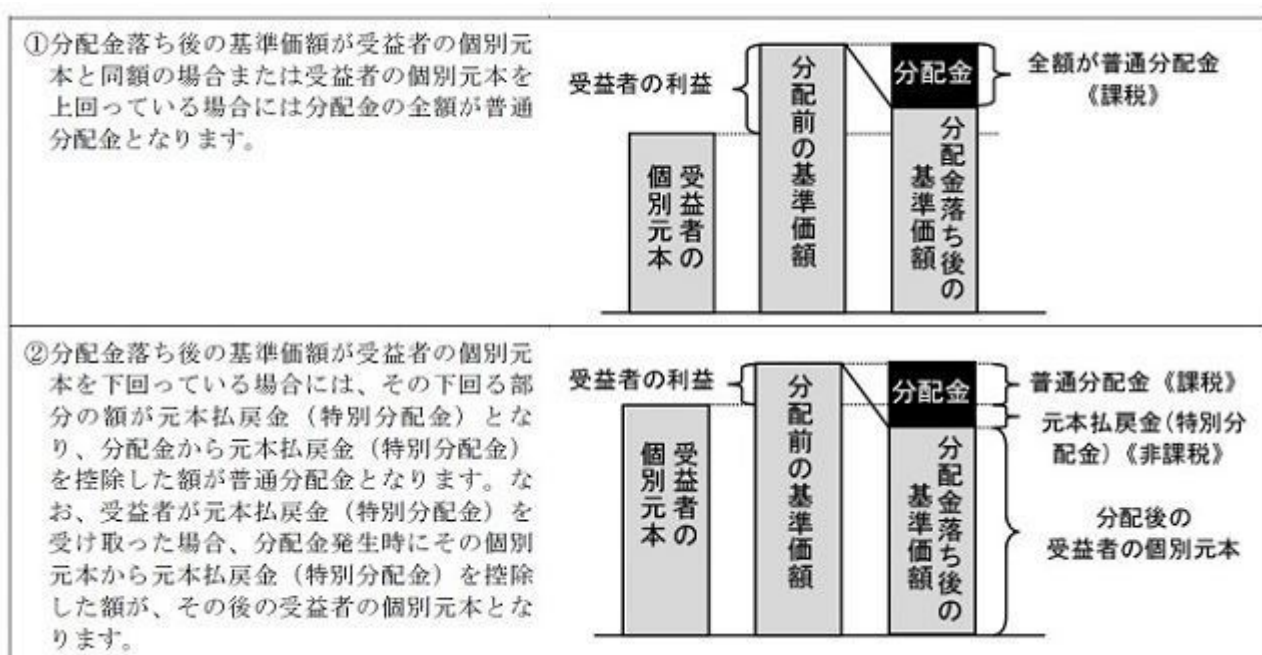 ①分配金落ち後の基準価額が受益者の個別元
本と同額の場合または受益者の個別元本を
上回っている場合には分配金の全額が普通
分配金となります。
受益者の利益
受益者の
個別元本
分配前の基準価額
分配金
分配金落ち後の
基準価額
全額が普通分配金
《課税》
②分配金落ち後の基準価額が受益者の個別元
本を下回っている場合には、その下回る部
分の額が元本払戻金（特別分配金）とな
り、分配金から元本払戻金（特別分配金）
を控除した額が普通分配金となります。な
お、受益者が元本払戻金（特別分配金）を
受け取った場合、分配金発生時にその個別
元本から元本払戻金（特別分配金）を控除
した額が、その後の受益者の個別元本とな
ります。
受益者の利益
受益者の
個別元本
分配前の基準価額
分配金
分配金落ち後の
基準価額
普通分配金《課税》
元本払戻金(特別分
配金)《非課税》
分配後の
受益者の個別元本